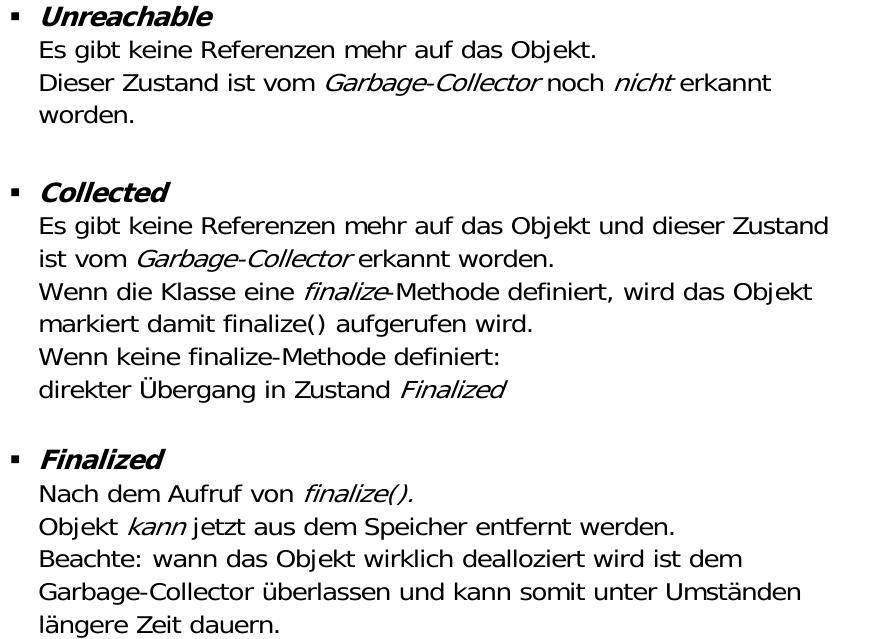 ▪ Unreachable
Es gibt keine Referenzen mehr auf das Objekt.
Dieser Zustand ist vom Garbage-Collector noch nicht erkannt
worden.
▪ Collected
Es gibt keine Referenzen mehr auf das Objekt und dieser Zustand
ist vom Garbage-Collector erkannt worden.
Wenn die Klasse eine finalize-Methode definiert, wird das Objekt
markiert damit finalize() aufgerufen wird.
Wenn keine finalize-Methode definiert:
direkter Übergang in Zustand Finalized
▪ Finalized
Nach dem Aufruf von finalize().
Objekt kann jetzt aus dem Speicher entfernt werden.
Beachte: wann das Objekt wirklich dealloziert wird ist dem
Garbage-Collector überlassen und kann somit unter Umständen
längere Zeit dauern.